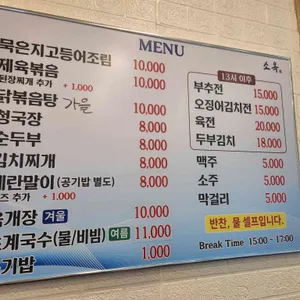 MENU
묵은지고등어조림 10.000
제육볶음 10.000
된장찌개 추가 + 1.000
닭볶음탕 가을 10.000
청국장 8.000
순두부 8.000
김치찌개 8.000
계란말이 (공기밥 별도) 8.000
치즈 추가 + 1.000
육개장 겨울 10.000
초계국수(물/비빔) 여름 11.000
공기밥 1.000
소육
13시 이후
부추전 15.000
오징어김치전 15.000
육전 20.000
두부김치 18.000
맥주 5.000
소주 5.000
막걸리 5.000
반찬, 물 셀프입니다.
Break Time 15:00 - 17:00